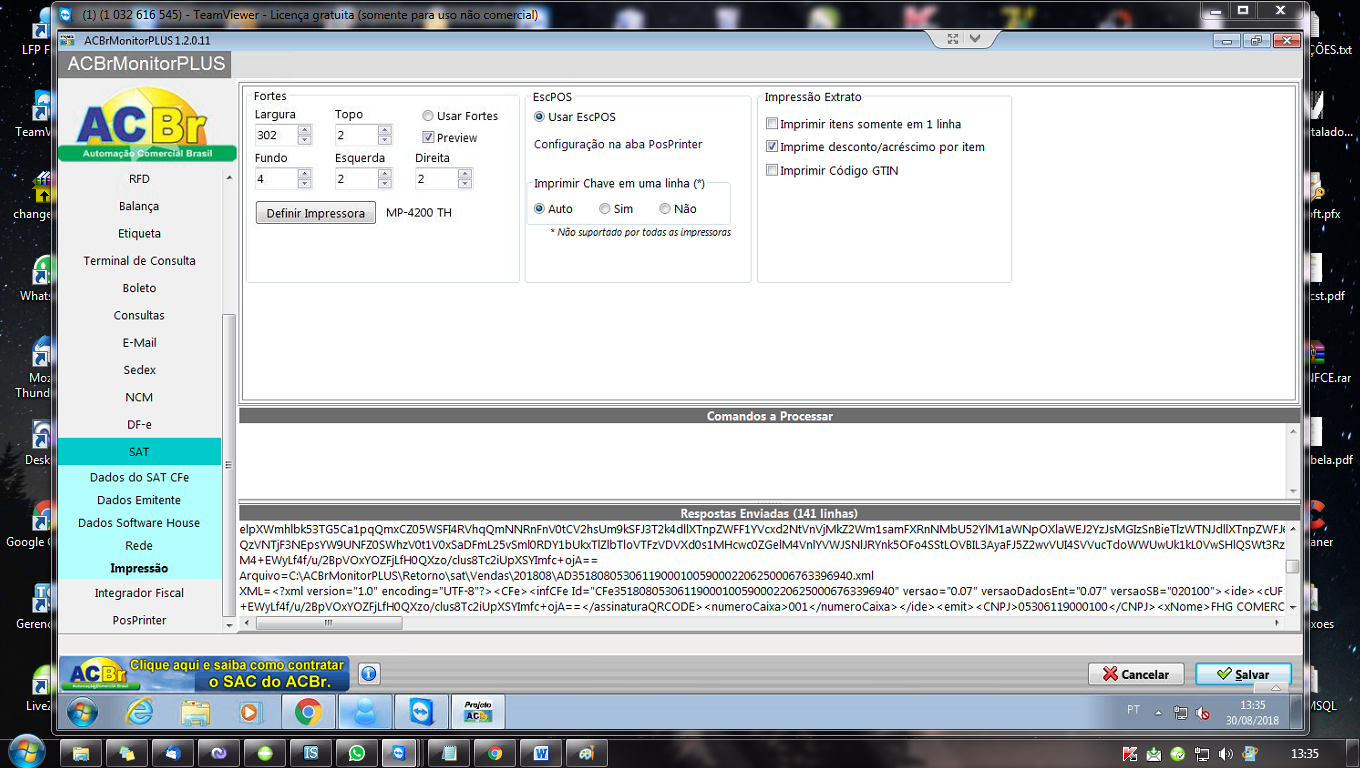 (1) (1 032 616 545) - TeamViewer - Licença gratuita (somente para uso não comercial)
ACBrMonitorPLUS 1.2.0.11
ACBrMonitorPLUS
ACBr
Automação Comercial Brasil
RFD
Balança
Etiqueta
Terminal de Consulta
Boleto
Consultas
E-Mail
Sedex
NCM
DF-e
SAT
Dados do SAT CFe
Dados Emitente
Dados Software House
Rede
Impressão
Integrador Fiscal
PosPrinter
Fortes
Largura
Topo
Usar Fortes
302
2
Preview
Fundo
Esquerda
Direita
4
2
2
Definir Impressora
MP-4200 TH
EscPOS
Usar EscPOS
Configuração na aba PosPrinter
Imprimir Chave em uma linha (*)
Auto
Sim
Não
* Não suportado por todas as impressoras
Impressão Extrato
Imprimir itens somente em 1 linha
Imprime desconto/acréscimo por item
Imprimir Código GTIN
Comandos a Processar
Respostas Enviadas (141 linhas)
M4+EWyLf4f/u/2BpVOxYOZFjLfH0QXzo/clus8Tc2iUpXSYImfc+ojA==
Arquivo=C:\ACBrMonitorPLUS\Retorno\sat\Vendas\201808\AD35180805306119000100590002206250006763396940.xml
XML=<?xml version="1.0" encoding="UTF-8"?><CFe><infCFe Id="CFe35180805306119000100590002206250006763396940" versao="0.07" versaoDadosEnt="0.07" versaoSB="020100"><ide><cUF
+EWyLf4f/u/2BpVOxYOZFjLfH0QXzo/clus8Tc2iUpXSYImfc+ojA==</assinaturaQRCODE><numeroCaixa>001</numeroCaixa></ide><emit><CNPJ>05306119000100</CNPJ><xNome>FHG COMERC
ACBr
Automação Comercial Brasil
Clique aqui e saiba como contratar
o SAC do ACBr.
Cancelar
Salvar
Projeto
ACBr
PT
13:35
30/08/2018
LFP F
TeamV
change
Whats
Moz
Thund
Desk
Google C
Gerenc
LiveZ
ÇÕES.txt
talado...
oft.pfx
cst.pdf
NFCE.rar
bela.pdf
aner
xoes
MSQL
13:35